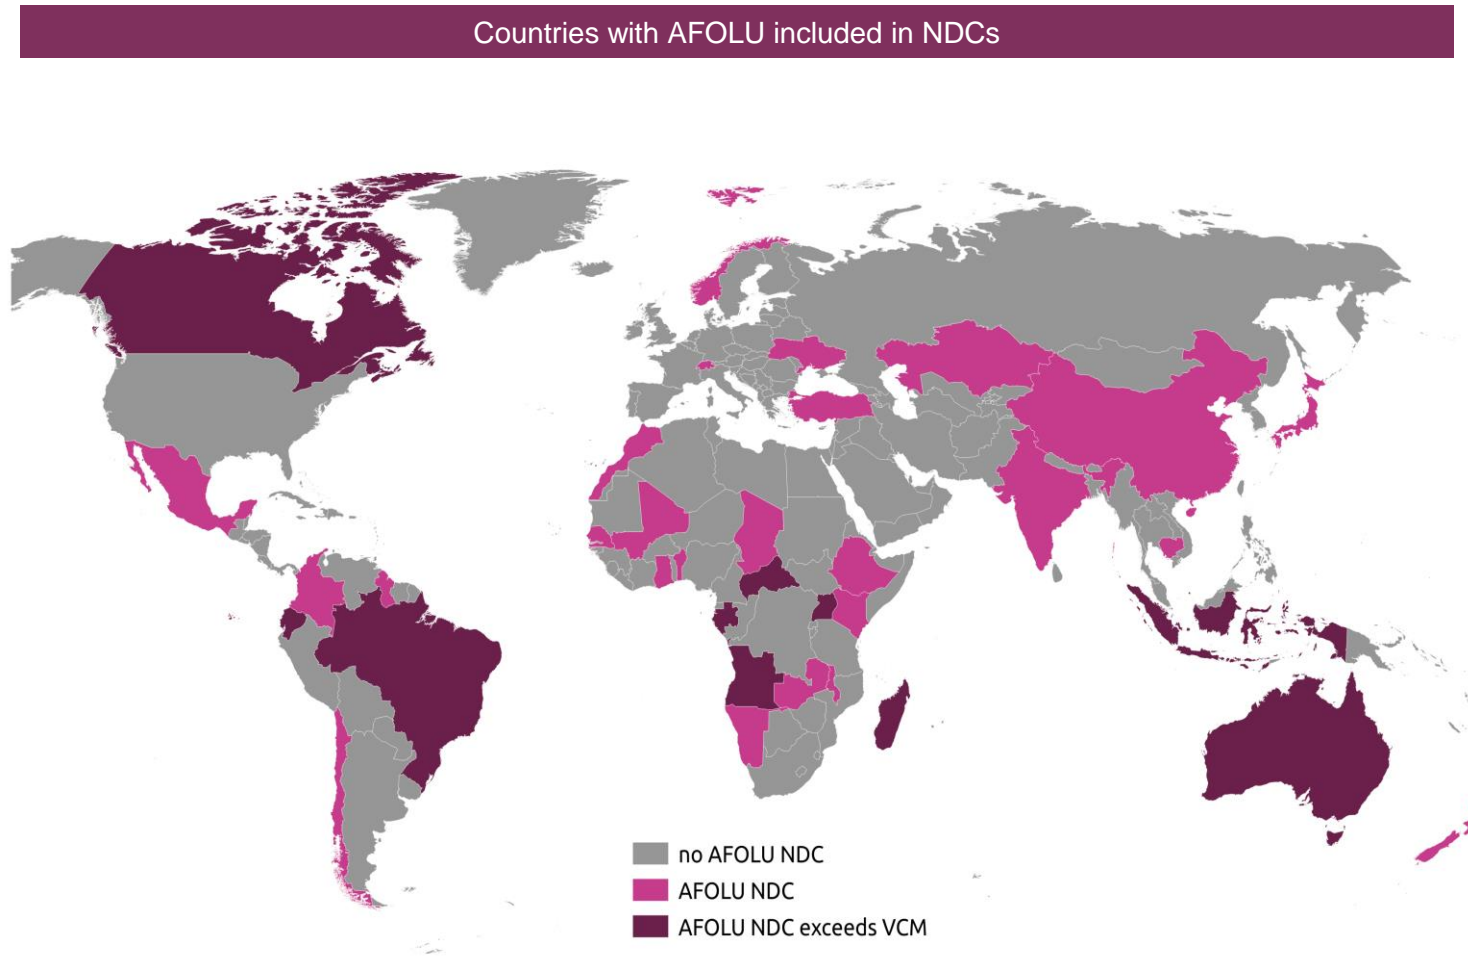 Countries with AFOLU included in NDCs
no AFOLU NDC
AFOLU NDC
AFOLU NDC exceeds VCM